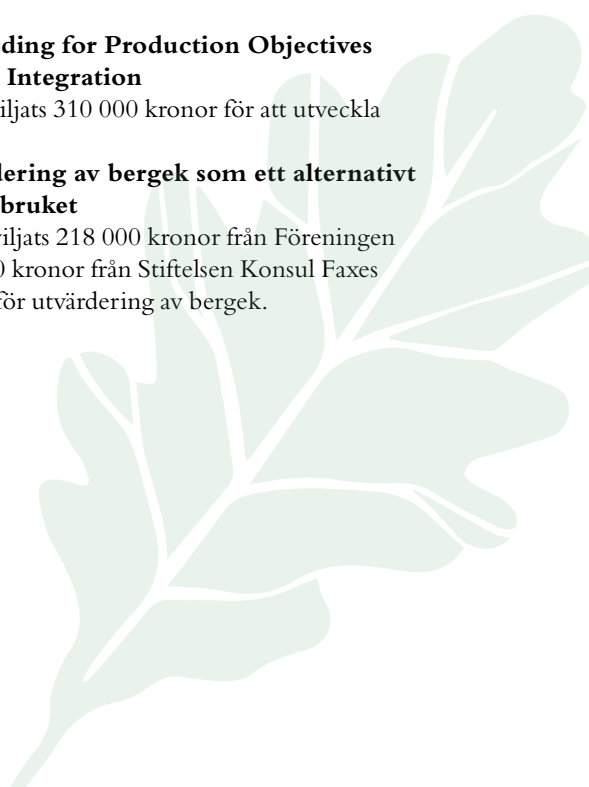 ding for Production Objectives
Integration
iljats 310 000 kronor för att utveckla
dering av bergek som ett alternativt
bruket
viljats 218 000 kronor från Föreningen
0 kronor från Stiftelsen Konsul Faxes
för utvärdering av bergek.